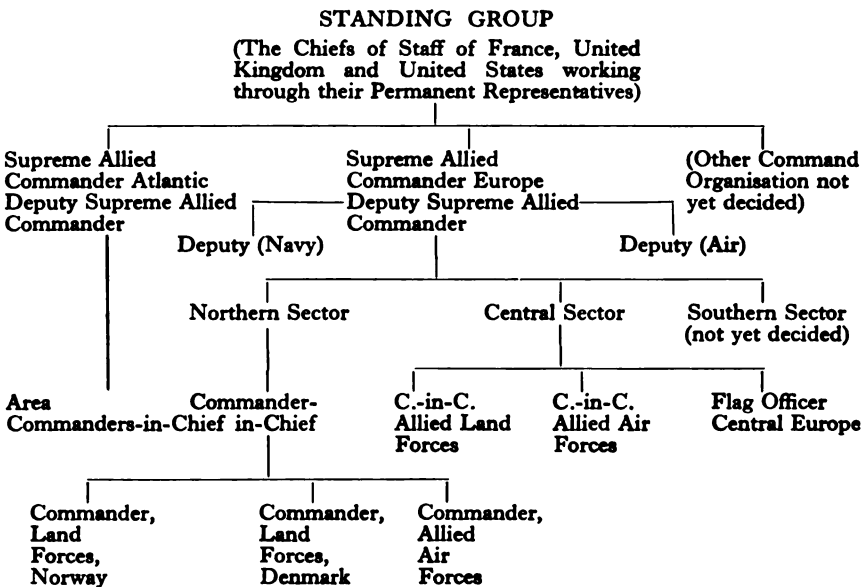 STANDING GROUP
(The Chiefs of Staff of France, United
Kingdom and United States working
through their Permanent Representatives)
Supreme Allied
Commander Atlantic
Deputy Supreme Allied
Commander
Supreme Allied
Commander Europe
Deputy Supreme Allied
Commander
(Other Command
Organisation not
yet decided)
Deputy (Navy)
Deputy (Air)
Northern Sector
Central Sector
Southern Sector
(not yet decided)
Area
Commanders-in-Chief
Commander-
in-Chief
C.-in-C.
Allied Land
Forces
C.-in-C.
Allied Air
Forces
Flag Officer
Central Europe
Commander,
Land
Forces,
Norway
Commander,
Land
Forces,
Denmark
Commander,
Allied
Air
Forces